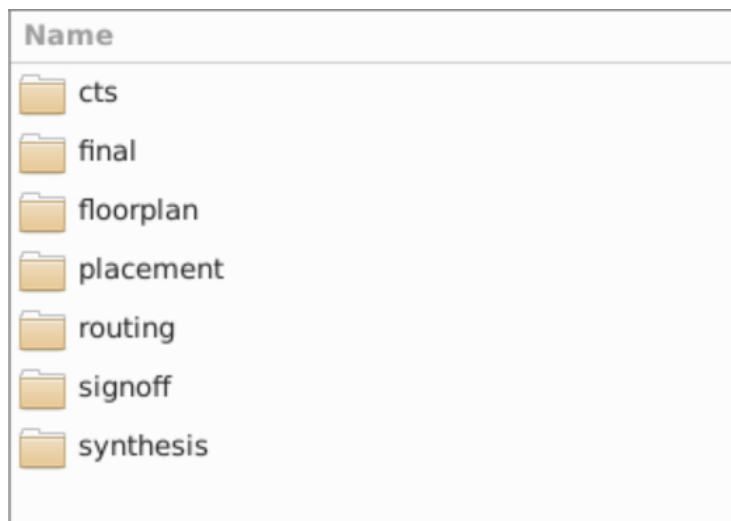 Name
cts
final
floorplan
placement
routing
signoff
synthesis